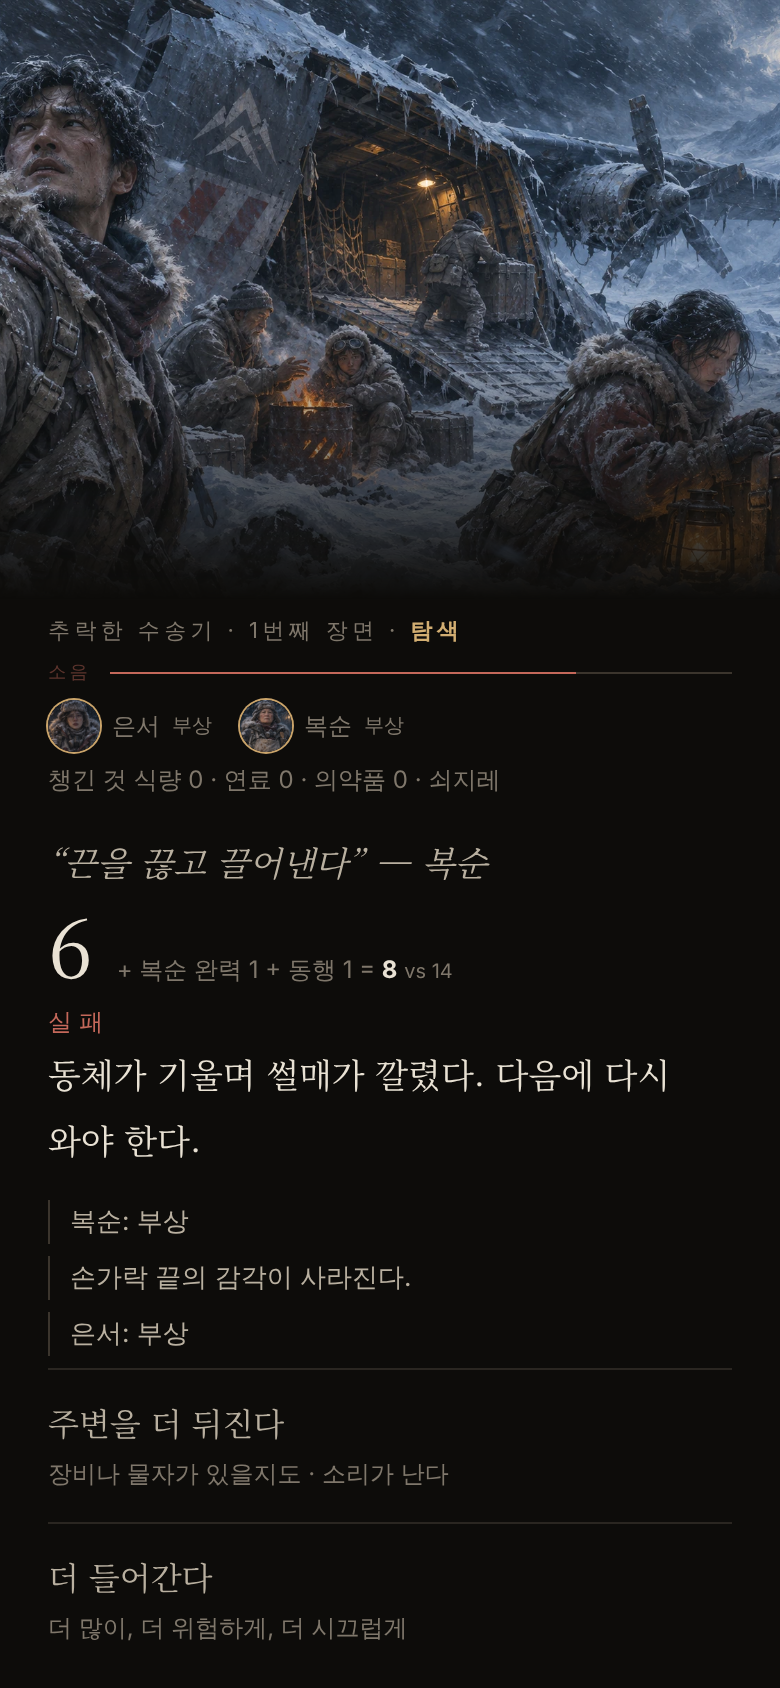 추락한 수송기 · 1번째 장면 · 탐색
소음
은서 부상 복순 부상
챙긴 것 식량 0 · 연료 0 · 의약품 0 · 쇠지레
“끈을 끊고 끌어낸다” — 복순
6 + 복순 완력 1 + 동행 1 = 8 vs 14
실패
동체가 기울며 썰매가 깔렸다. 다음에 다시
와야 한다.
복순: 부상
손가락 끝의 감각이 사라진다.
은서: 부상
주변을 더 뒤진다
장비나 물자가 있을지도 · 소리가 난다
더 들어간다
더 많이, 더 위험하게, 더 시끄럽게